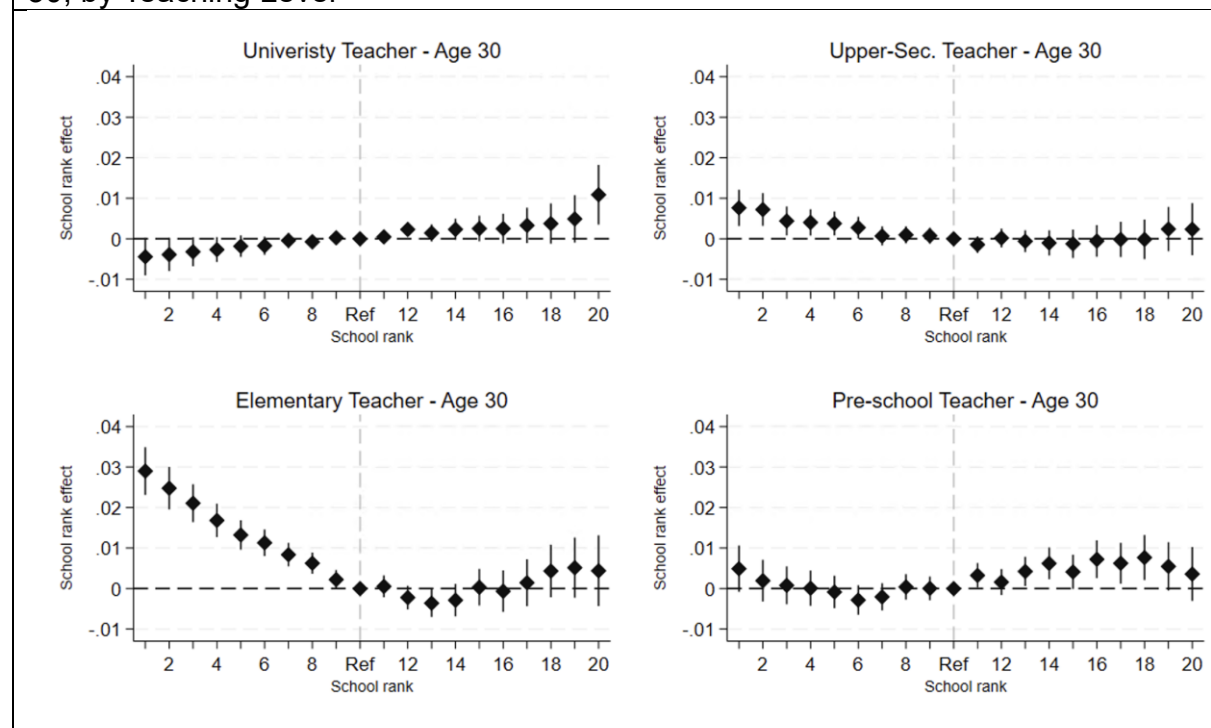 30, by Teaching Level
Univeristy Teacher - Age 30
.04
.03
.02
.01
0
-.01
School rank effect
2 4 6 8 Ref 12 14 16 18 20
School rank
Upper-Sec. Teacher - Age 30
.04
.03
.02
.01
0
-.01
School rank effect
2 4 6 8 Ref 12 14 16 18 20
School rank
Elementary Teacher - Age 30
.04
.03
.02
.01
0
-.01
School rank effect
2 4 6 8 Ref 12 14 16 18 20
School rank
Pre-school Teacher - Age 30
.04
.03
.02
.01
0
-.01
School rank effect
2 4 6 8 Ref 12 14 16 18 20
School rank